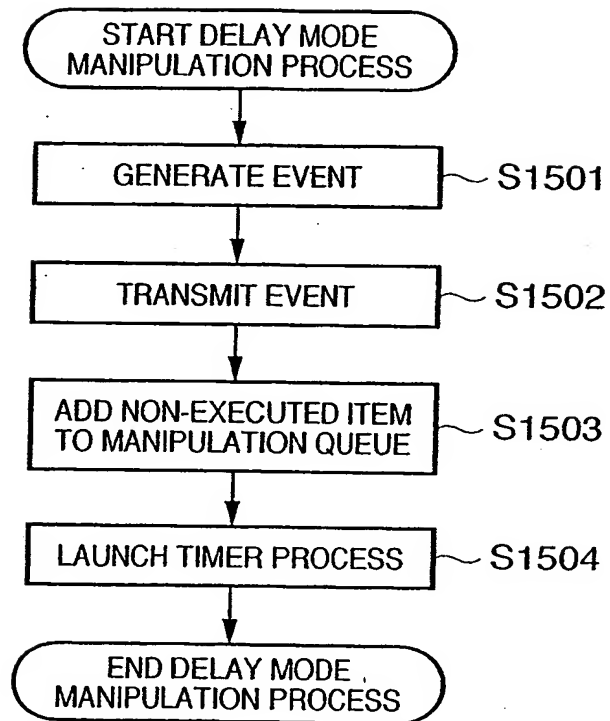 START DELAY MODE
MANIPULATION PROCESS
GENERATE EVENT
S1501
TRANSMIT EVENT
S1502
ADD NON-EXECUTED ITEM
TO MANIPULATION QUEUE
S1503
LAUNCH TIMER PROCESS
S1504
END DELAY MODE
MANIPULATION PROCESS